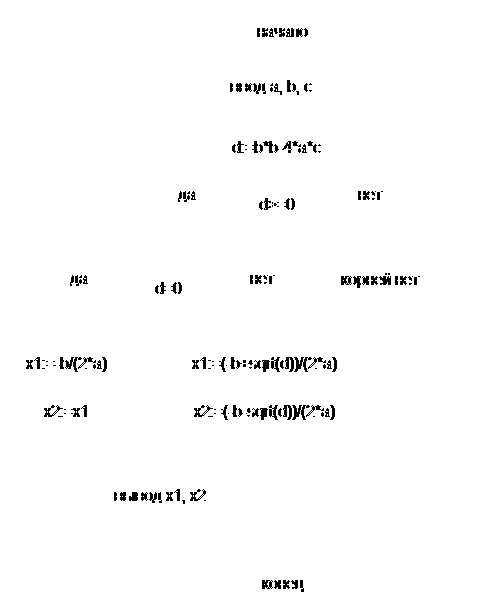 начало
ввод a, b, c
d:=b*b-4*a*c
да
нет
d>=0
да
нет
корней нет
d=0
x1:=-b/(2*a)
x1:=(-b+sqrt(d))/(2*a)
x2:=x1
x2:=(-b-sqrt(d))/(2*a)
вывод x1, x2
конец